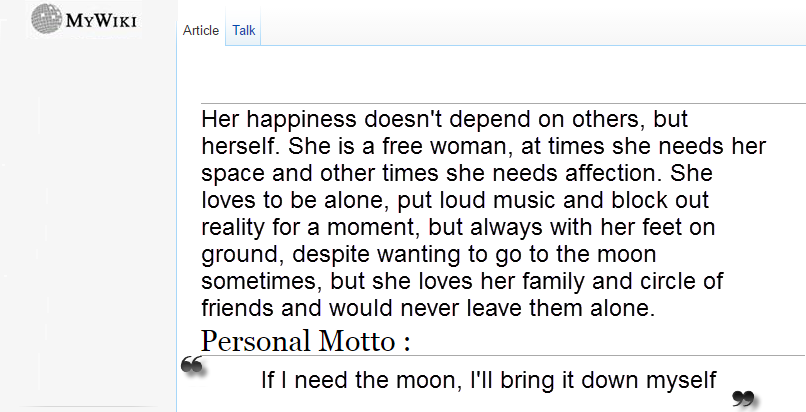 MyWiki
Article Talk
Her happiness doesn't depend on others, but
herself. She is a free woman, at times she needs her
space and other times she needs affection. She
loves to be alone, put loud music and block out
reality for a moment, but always with her feet on
ground, despite wanting to go to the moon
sometimes, but she loves her family and circle of
friends and would never leave them alone.
Personal Motto :
❝ If I need the moon, I'll bring it down myself ❞